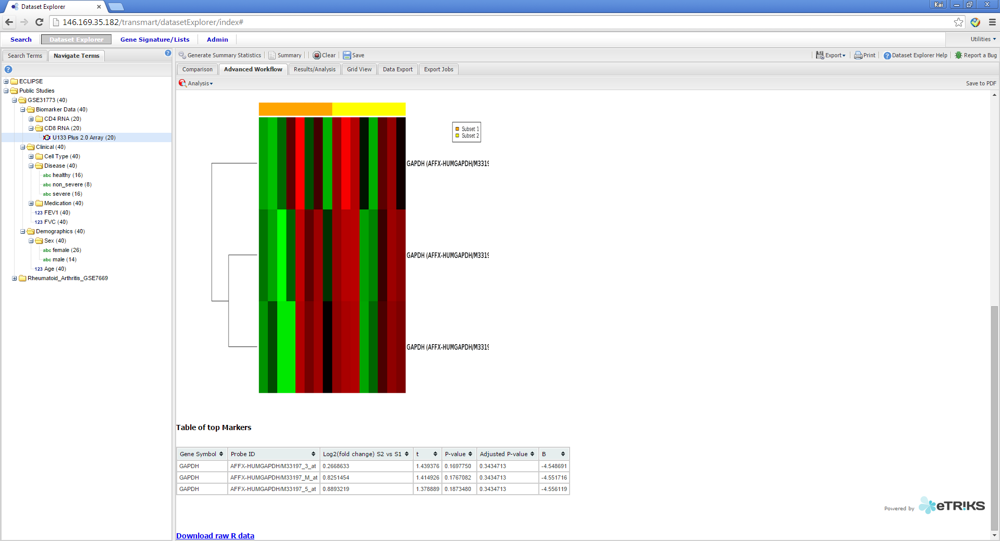 Dataset Explorer
Kai
146.169.35.182/transmart/datasetExplorer/index#
Search Dataset Explorer Gene Signature/Lists Admin Utilities
Search Terms Navigate Terms
Generate Summary Statistics Summary Clear Save Export Print Dataset Explorer Help Report a Bug
Comparison Advanced Workflow Results/Analysis Grid View Data Export Export Jobs
Analysis Save to PDF
ECLIPSE
Public Studies
GSE31773 (40)
Biomarker Data (40)
CD4 RNA (20)
CD8 RNA (20)
U133 Plus 2.0 Array (20)
Clinical (40)
Cell Type (40)
Disease (40)
abc healthy (16)
abc non_severe (8)
abc severe (16)
Medication (40)
123 FEV1 (40)
123 FVC (40)
Demographics (40)
Sex (40)
abc female (26)
abc male (14)
123 Age (40)
Rheumatoid_Arthritis_GSE7669
Subset 1
Subset 2
GAPDH (AFFX-HUMGAPDH/M3319
GAPDH (AFFX-HUMGAPDH/M3319
GAPDH (AFFX-HUMGAPDH/M3319
Table of top Markers
Gene Symbol Probe ID Log2(fold change) S2 vs S1 t P-value Adjusted P-value B
GAPDH AFFX-HUMGAPDH/M33197_3_at 0.2668633 1.439376 0.1697750 0.3434713 -4.548691
GAPDH AFFX-HUMGAPDH/M33197_M_at 0.8251454 1.414926 0.1767082 0.3434713 -4.551716
GAPDH AFFX-HUMGAPDH/M33197_5_at 0.8893219 1.378889 0.1873480 0.3434713 -4.556119
Powered by eTRIKS
Download raw R data